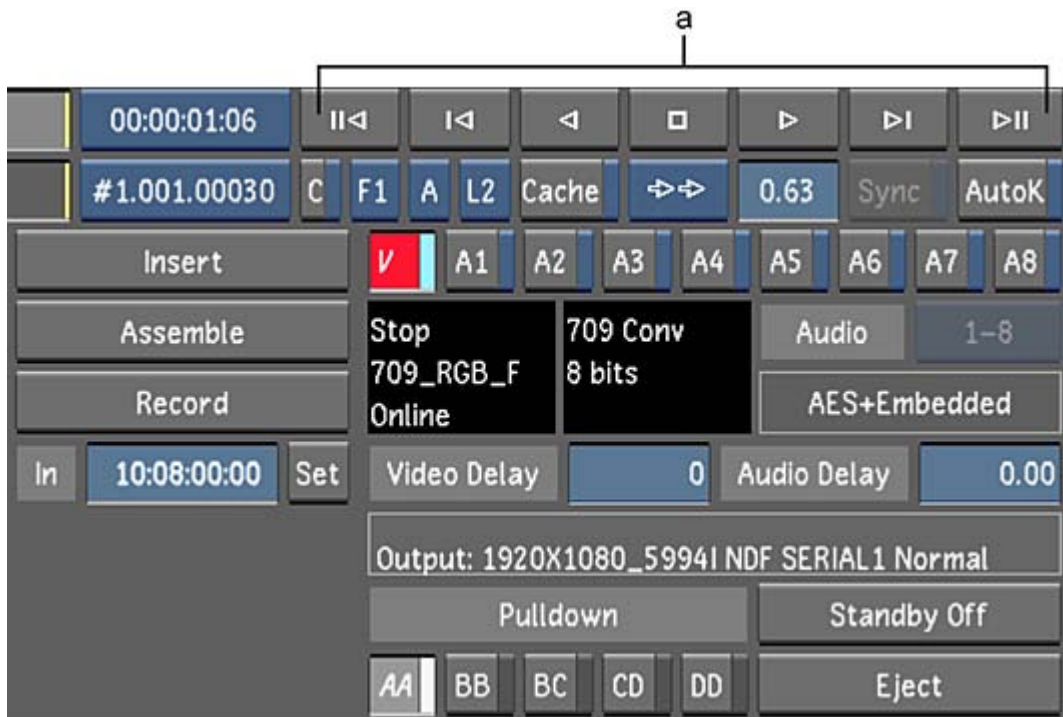 a
00:00:01:06
#1.001.00030 C F1 A L2 Cache 0.63 Sync AutoK
Insert V A1 A2 A3 A4 A5 A6 A7 A8
Assemble
Record
Stop
709_RGB_F
Online
709 Conv
8 bits
Audio 1-8
AES+Embedded
In 10:08:00:00 Set Video Delay 0 Audio Delay 0.00
Output: 1920X1080_5994I NDF SERIAL1 Normal
Pulldown Standby Off
AA BB BC CD DD Eject